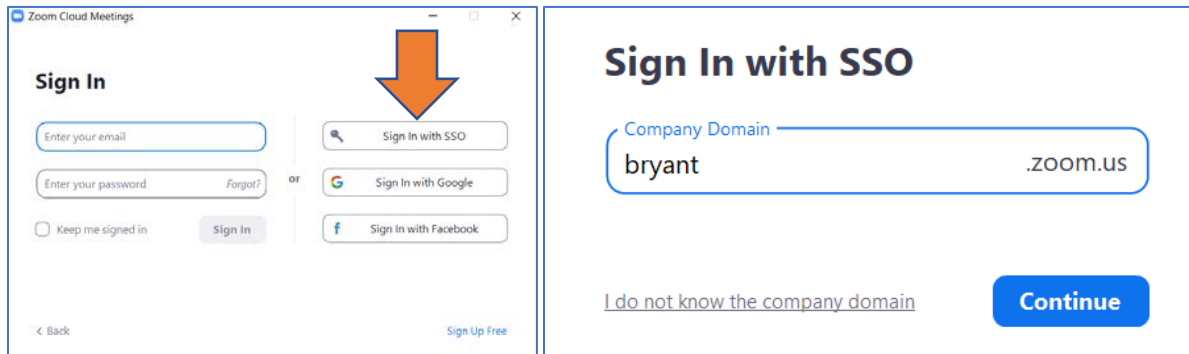 Zoom Cloud Meetings
Sign In
Enter your email
Enter your password Forgot?
Keep me signed in Sign In
or
Sign In with SSO
G Sign In with Google
f Sign In with Facebook
< Back
Sign Up Free
Sign In with SSO
Company Domain
bryant .zoom.us
I do not know the company domain
Continue